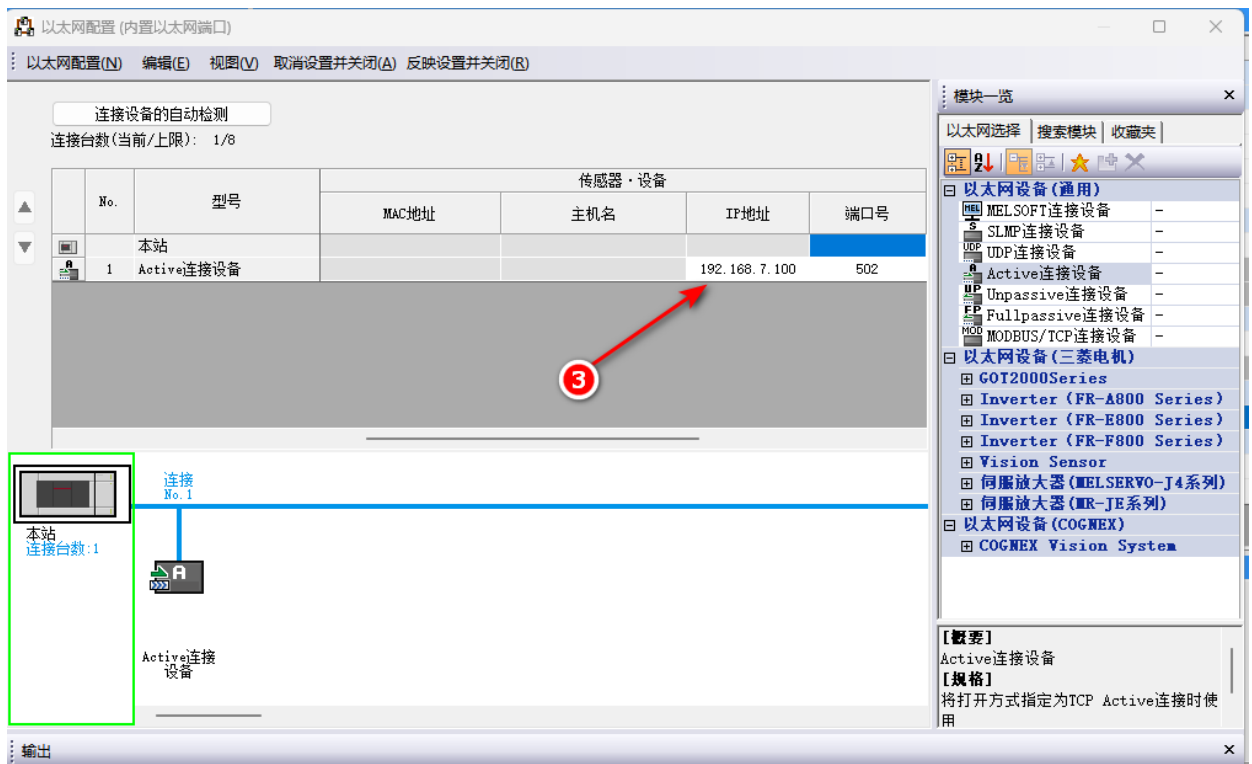 以太网配置 (内置以太网端口)
以太网配置(N) 编辑(E) 视图(V) 取消设置并关闭(A) 反映设置并关闭(R)
连接设备的自动检测
连接台数(当前/上限): 1/8
No. 型号 传感器・设备
MAC地址 主机名 IP地址 端口号
本站
1 Active连接设备 192.168.7.100 502
3
连接
No.1
本站
连接台数:1
A
Active连接
设备
模块一览
以太网选择 搜索模块 收藏夹
以太网设备(通用)
MELSOFT连接设备 -
SLMP连接设备 -
UDP连接设备 -
Active连接设备 -
Unpassive连接设备 -
Fullpassive连接设备 -
MODBUS/TCP连接设备 -
以太网设备(三菱电机)
GOT2000Series
Inverter (FR-A800 Series)
Inverter (FR-E800 Series)
Inverter (FR-F800 Series)
Vision Sensor
伺服放大器(MELSERVO-J4系列)
伺服放大器(MR-JE系列)
以太网设备(COGNEX)
COGNEX Vision System
[概要]
Active连接设备
[规格]
将打开方式指定为TCP Active连接时使
用
输出